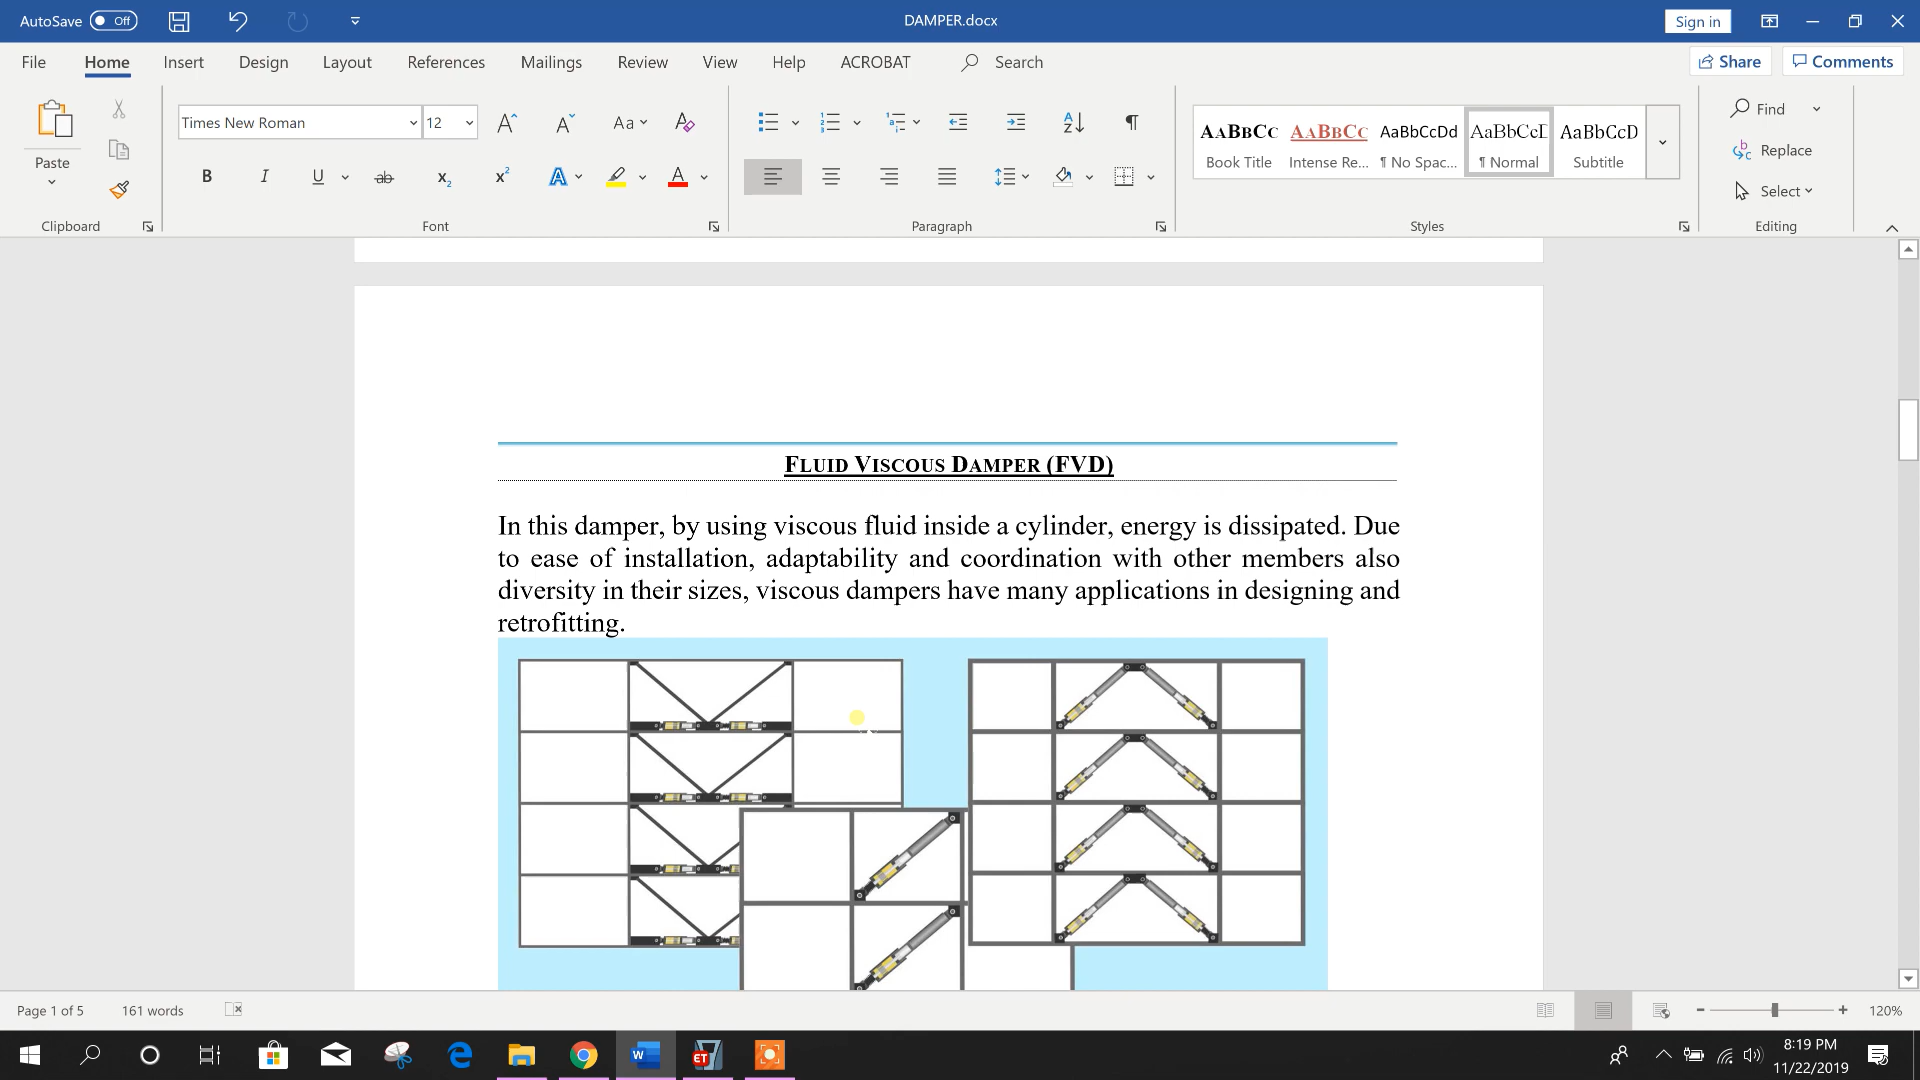 AutoSave Off DAMPER.docx Sign in
File Home Insert Design Layout References Mailings Review View Help ACROBAT Search Share Comments
Paste
Times New Roman 12
AaBbCc AaBbCc AaBbCcDd AaBbCcD AaBbCcD
Book Title Intense Re... ¶ No Spac... ¶ Normal Subtitle
Find
Replace
Select
Clipboard Font Paragraph Styles Editing
FLUID VISCOUS DAMPER (FVD)
In this damper, by using viscous fluid inside a cylinder, energy is dissipated. Due
to ease of installation, adaptability and coordination with other members also
diversity in their sizes, viscous dampers have many applications in designing and
retrofitting.
Page 1 of 5 161 words 120%
8:19 PM
11/22/2019